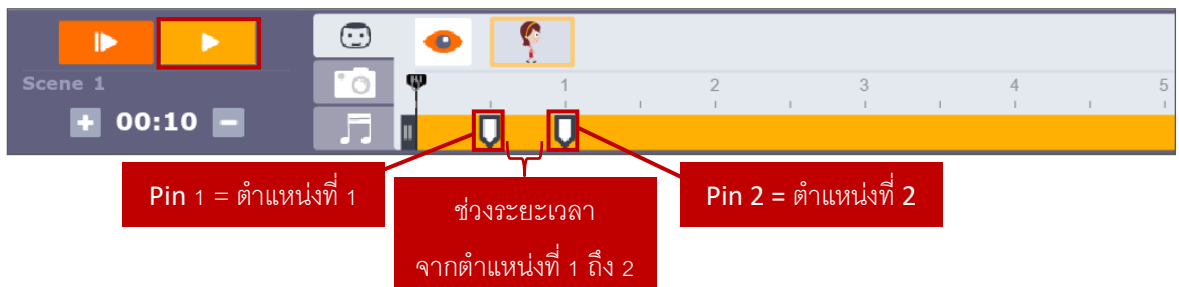 Scene 1
00:10
1 2 3 4 5
Pin 1 = ตำแหน่งที่ 1
ช่วงระยะเวลา
จากตำแหน่งที่ 1 ถึง 2
Pin 2 = ตำแหน่งที่ 2